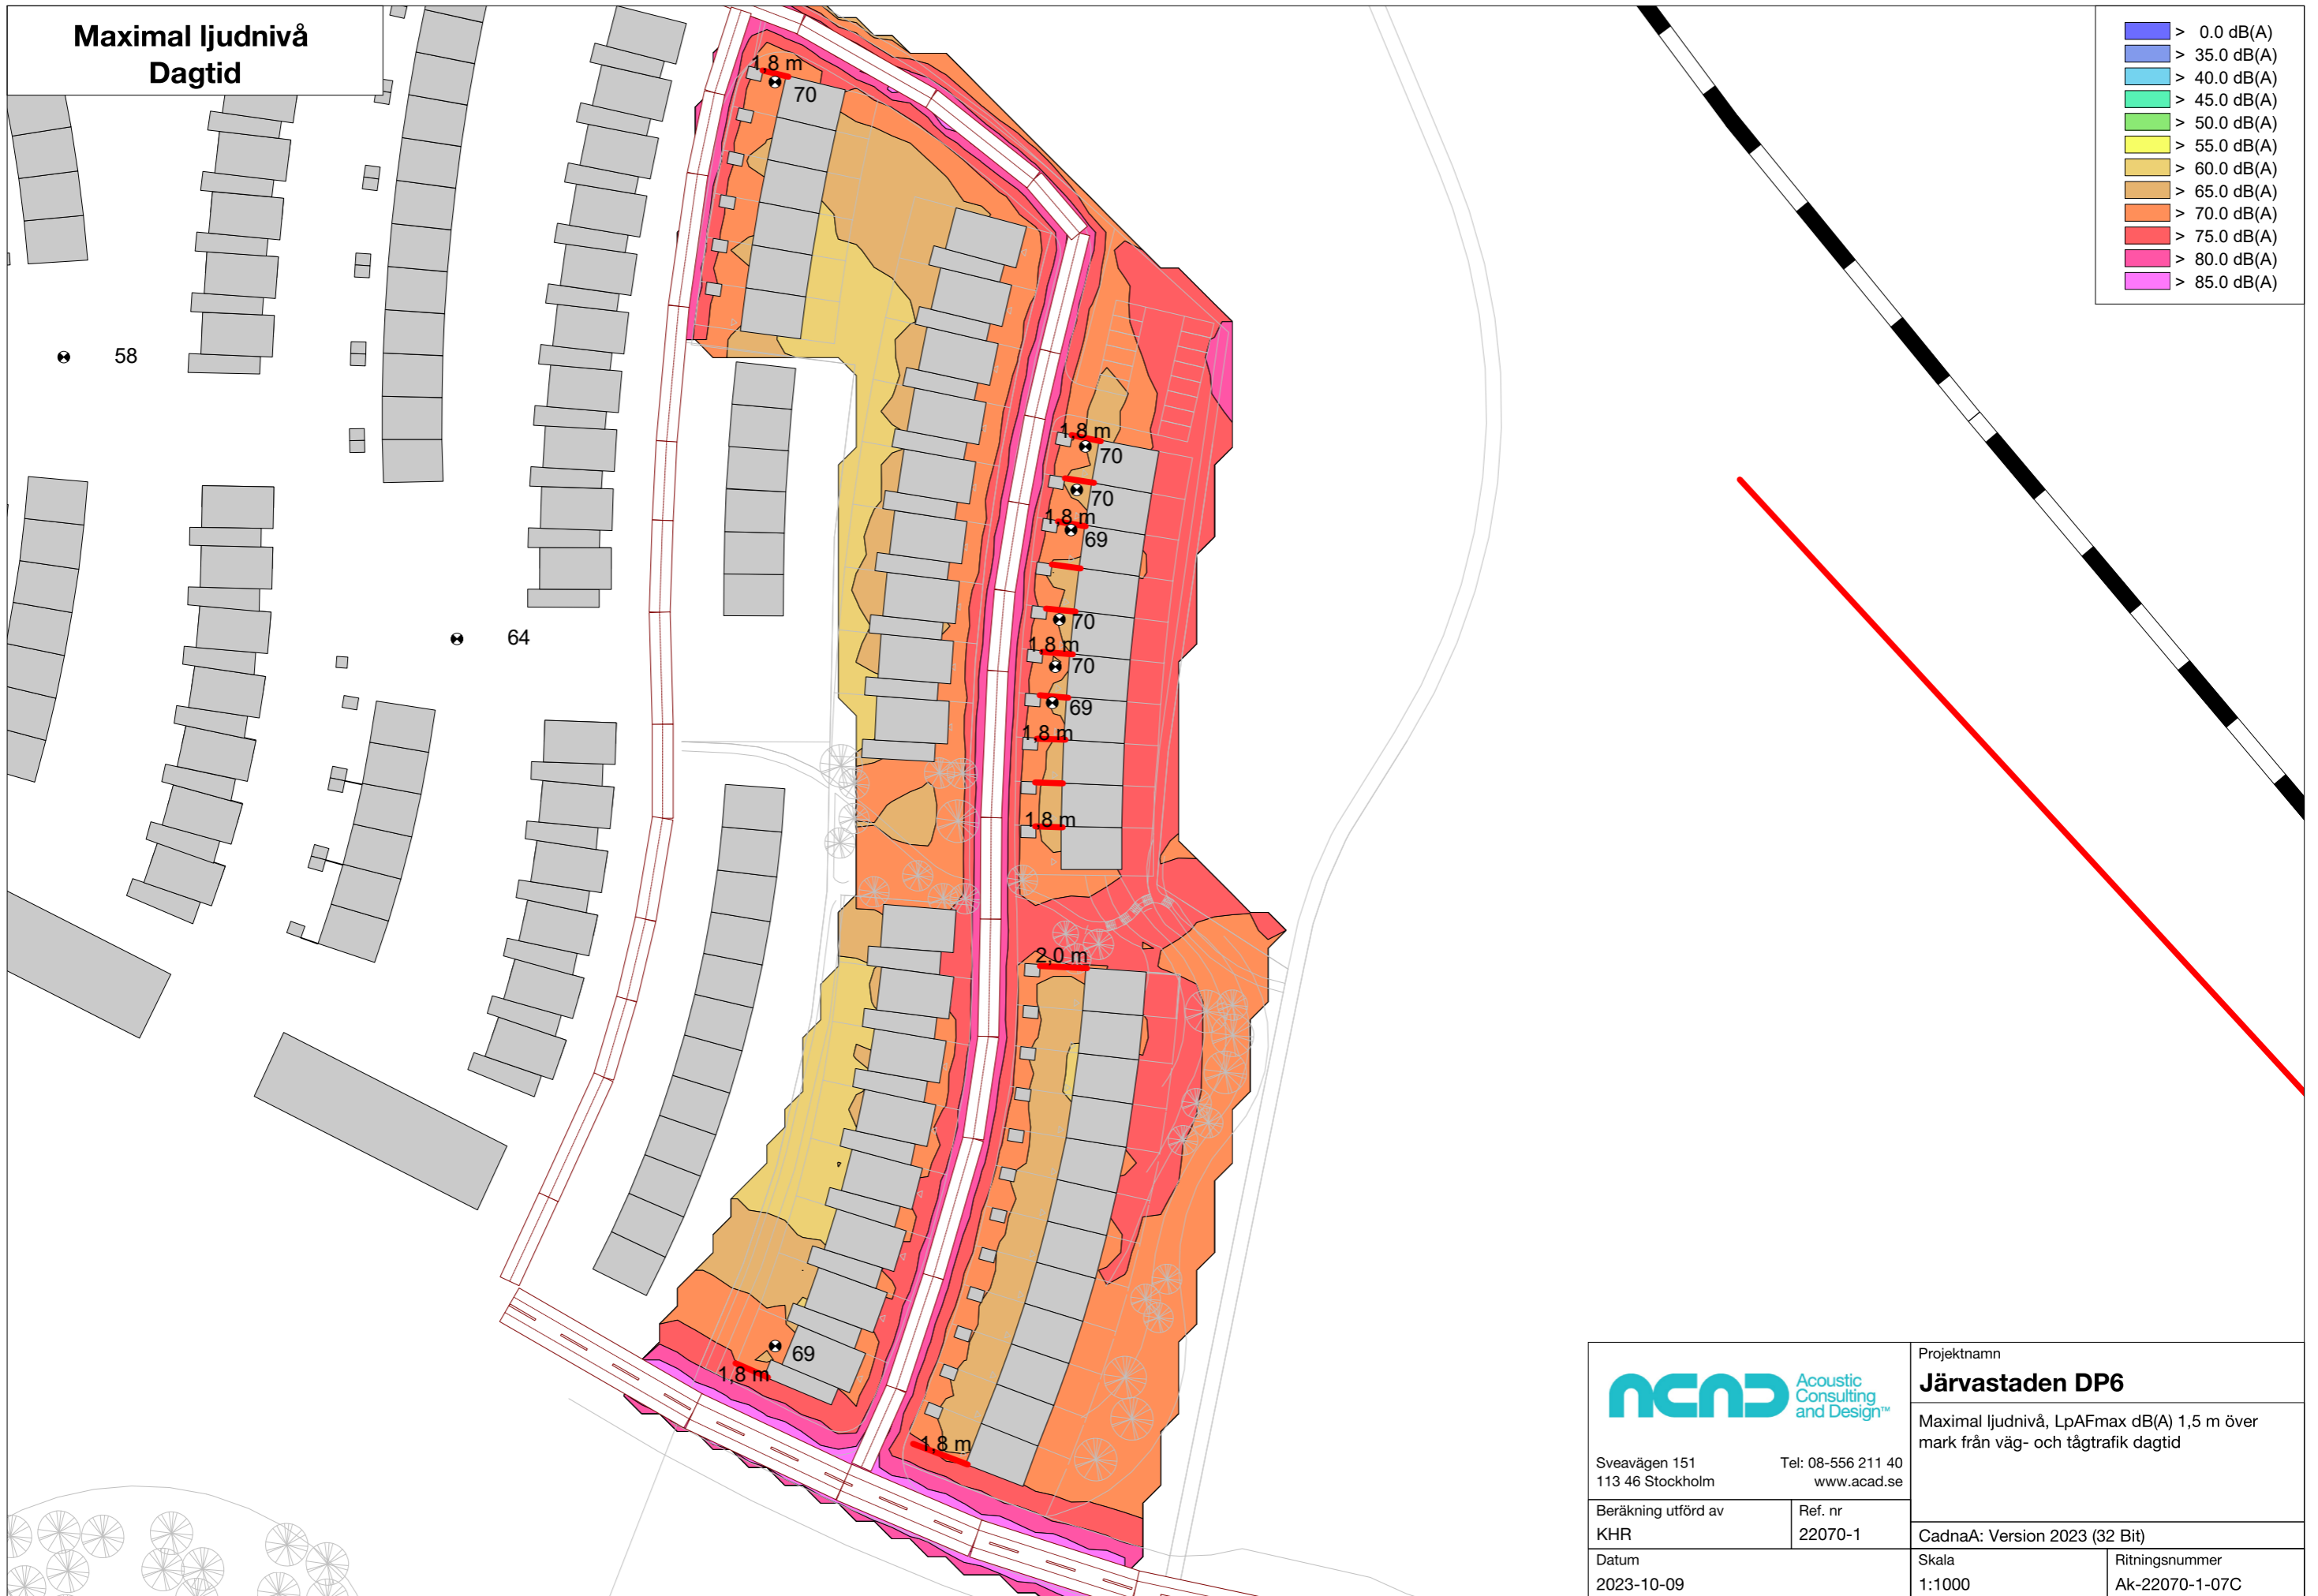 Maximal ljudnivå
Dagtid
> 0.0 dB(A)
> 35.0 dB(A)
> 40.0 dB(A)
> 45.0 dB(A)
> 50.0 dB(A)
> 55.0 dB(A)
> 60.0 dB(A)
> 65.0 dB(A)
> 70.0 dB(A)
> 75.0 dB(A)
> 80.0 dB(A)
> 85.0 dB(A)
1,8 m
70
58
1,8 m
70
70
1,8 m
69
70
64
1,8 m
70
69
1,8 m
1,8 m
2,0 m
69
1,8 m
1,8 m
ACAD
Acoustic
Consulting
and Design™
Sveavägen 151
113 46 Stockholm
Tel: 08-556 211 40
www.acad.se
Projektnamn
Järvastaden DP6
Maximal ljudnivå, LpAFmax dB(A) 1,5 m över
mark från väg- och tågtrafik dagtid
Beräkning utförd av
KHR
Ref. nr
22070-1
CadnaA: Version 2023 (32 Bit)
Datum
2023-10-09
Skala
1:1000
Ritningsnummer
Ak-22070-1-07C